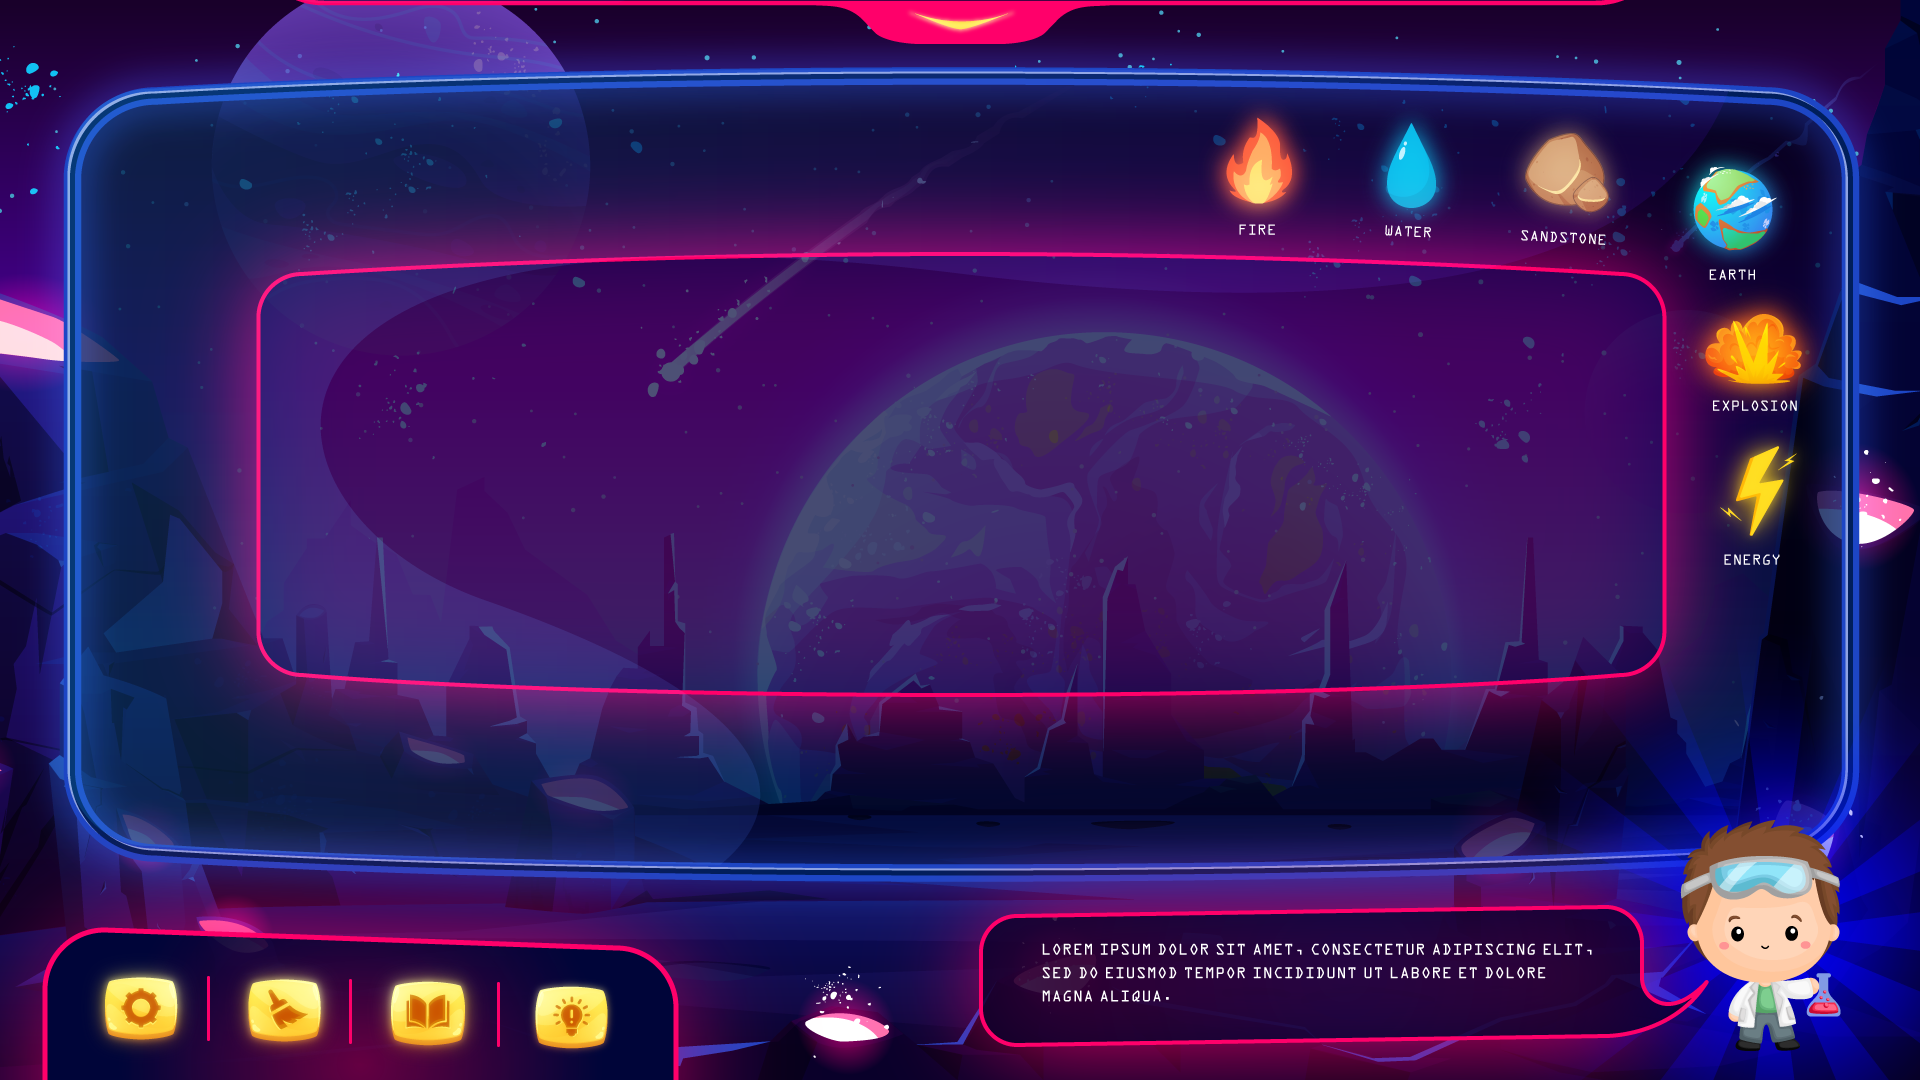 FIRE
WATER
SANDSTONE
EARTH
EXPLOSION
ENERGY
LOREM IPSUM DOLOR SIT AMET, CONSECTETUR ADIPISCING ELIT,
SED DO EIUSMOD TEMPOR INCIDIDUNT UT LABORE ET DOLORE
MAGNA ALIQUA.